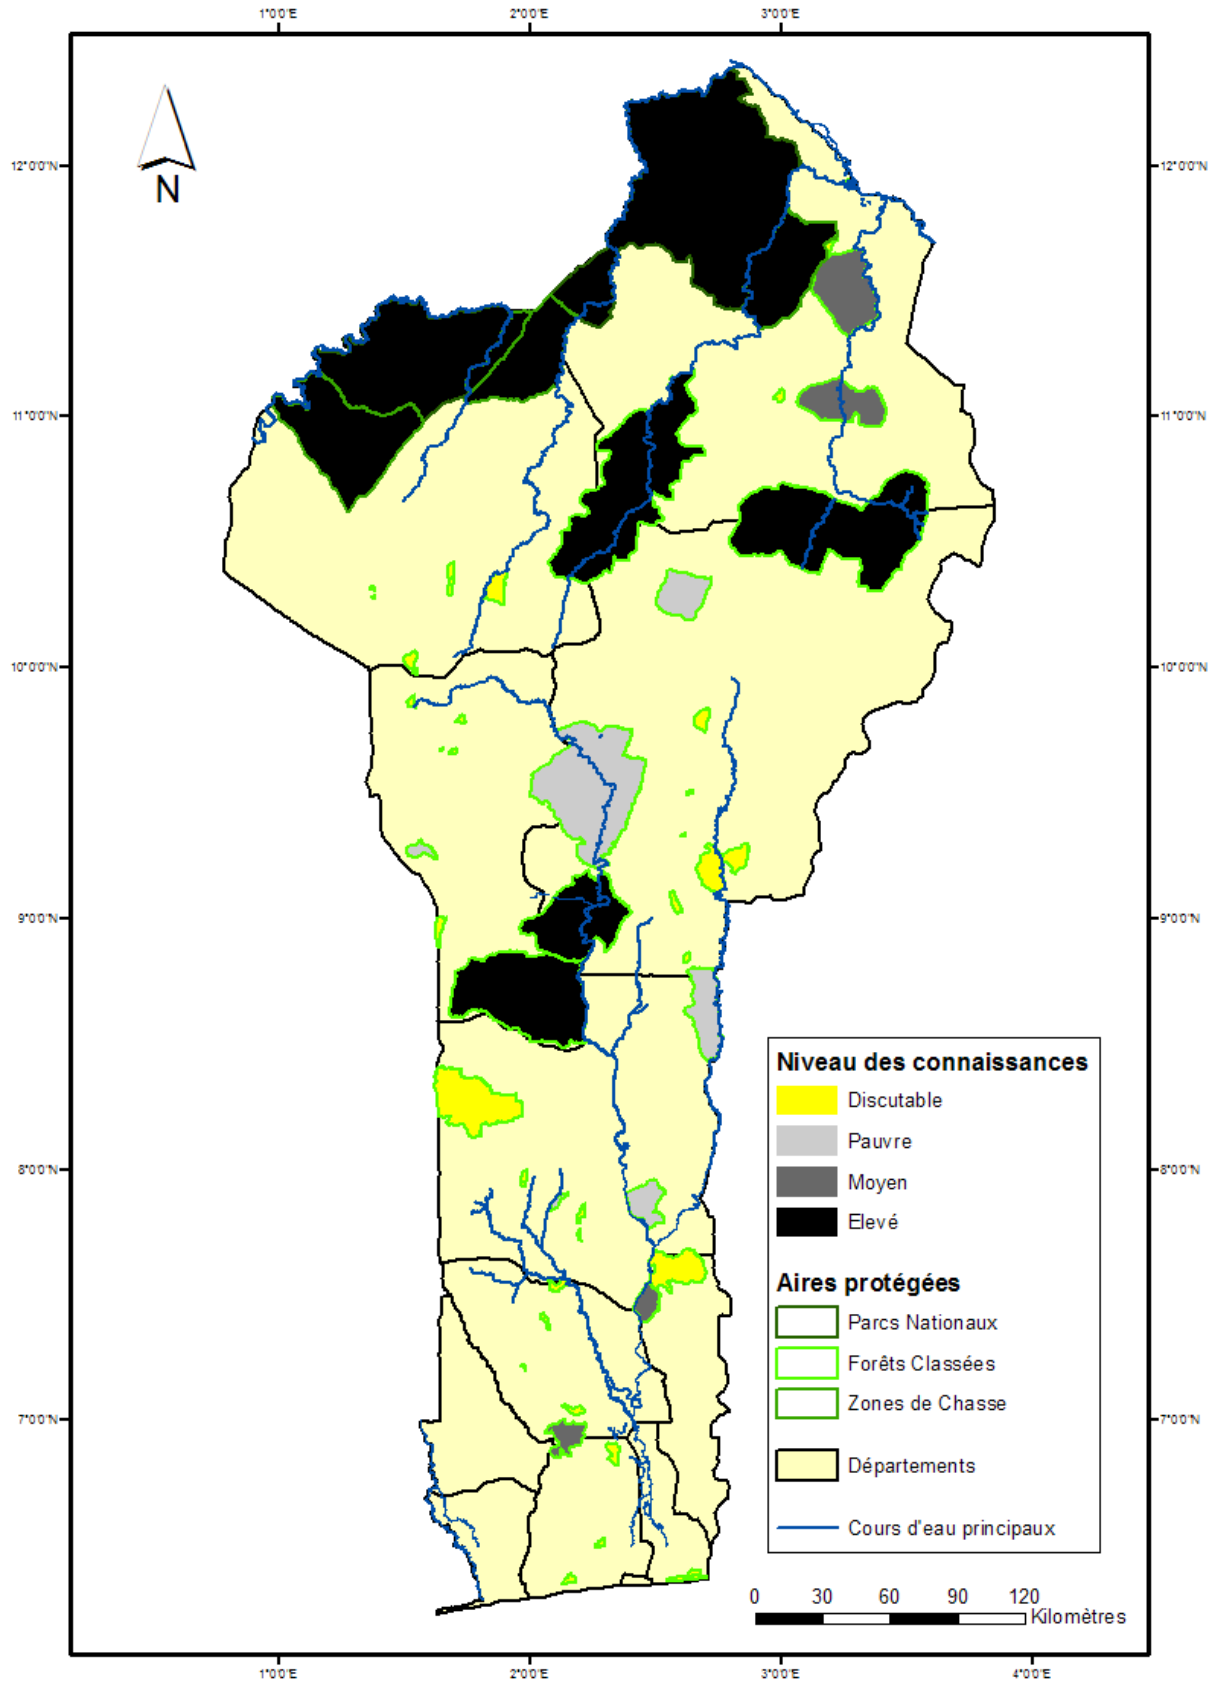 1°0'0"E 2°0'0"E 3°0'0"E
N
12°0'0"N 12°0'0"N
11°0'0"N 11°0'0"N
10°0'0"N 10°0'0"N
9°0'0"N 9°0'0"N
Niveau des connaissances
Discutable
Pauvre
Moyen
Elevé
8°0'0"N 8°0'0"N
Aires protégées
Parcs Nationaux
Forêts Classées
Zones de Chasse
7°0'0"N 7°0'0"N
Départements
Cours d'eau principaux
0 30 60 90 120
Kilomètres
1°0'0"E 2°0'0"E 3°0'0"E 4°0'0"E